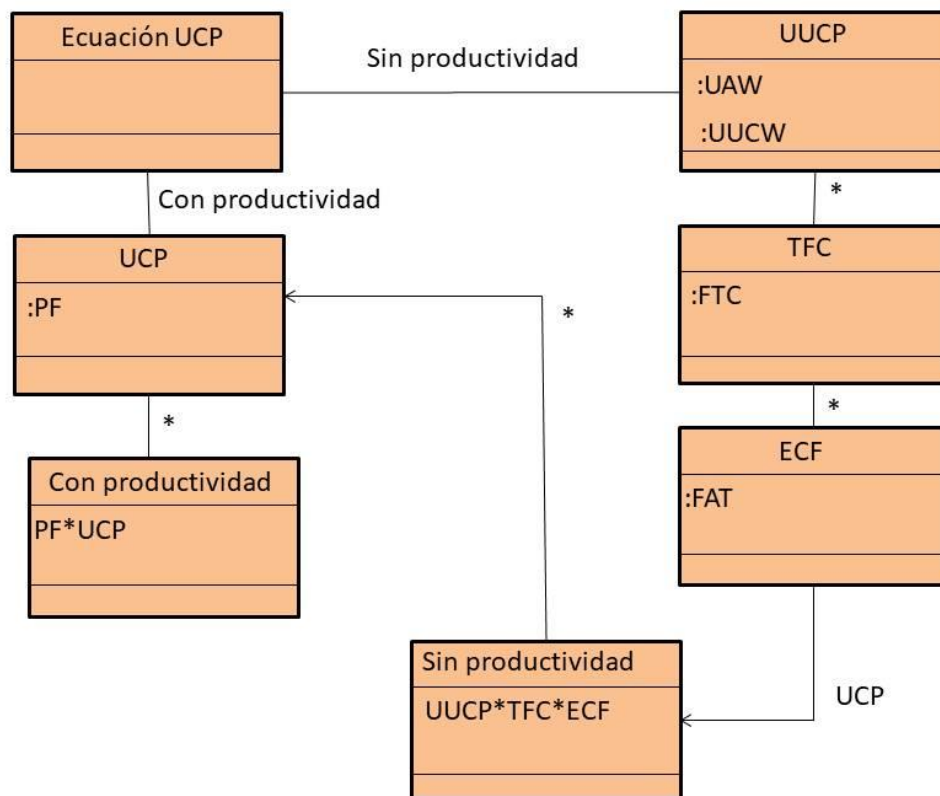 Ecuación UCP
Sin productividad
UUCP
:UAW
:UUCW
*
Con productividad
UCP
:PF
*
TFC
:FTC
*
*
ECF
:FAT
Con productividad
PF*UCP
Sin productividad
UUCP*TFC*ECF
UCP